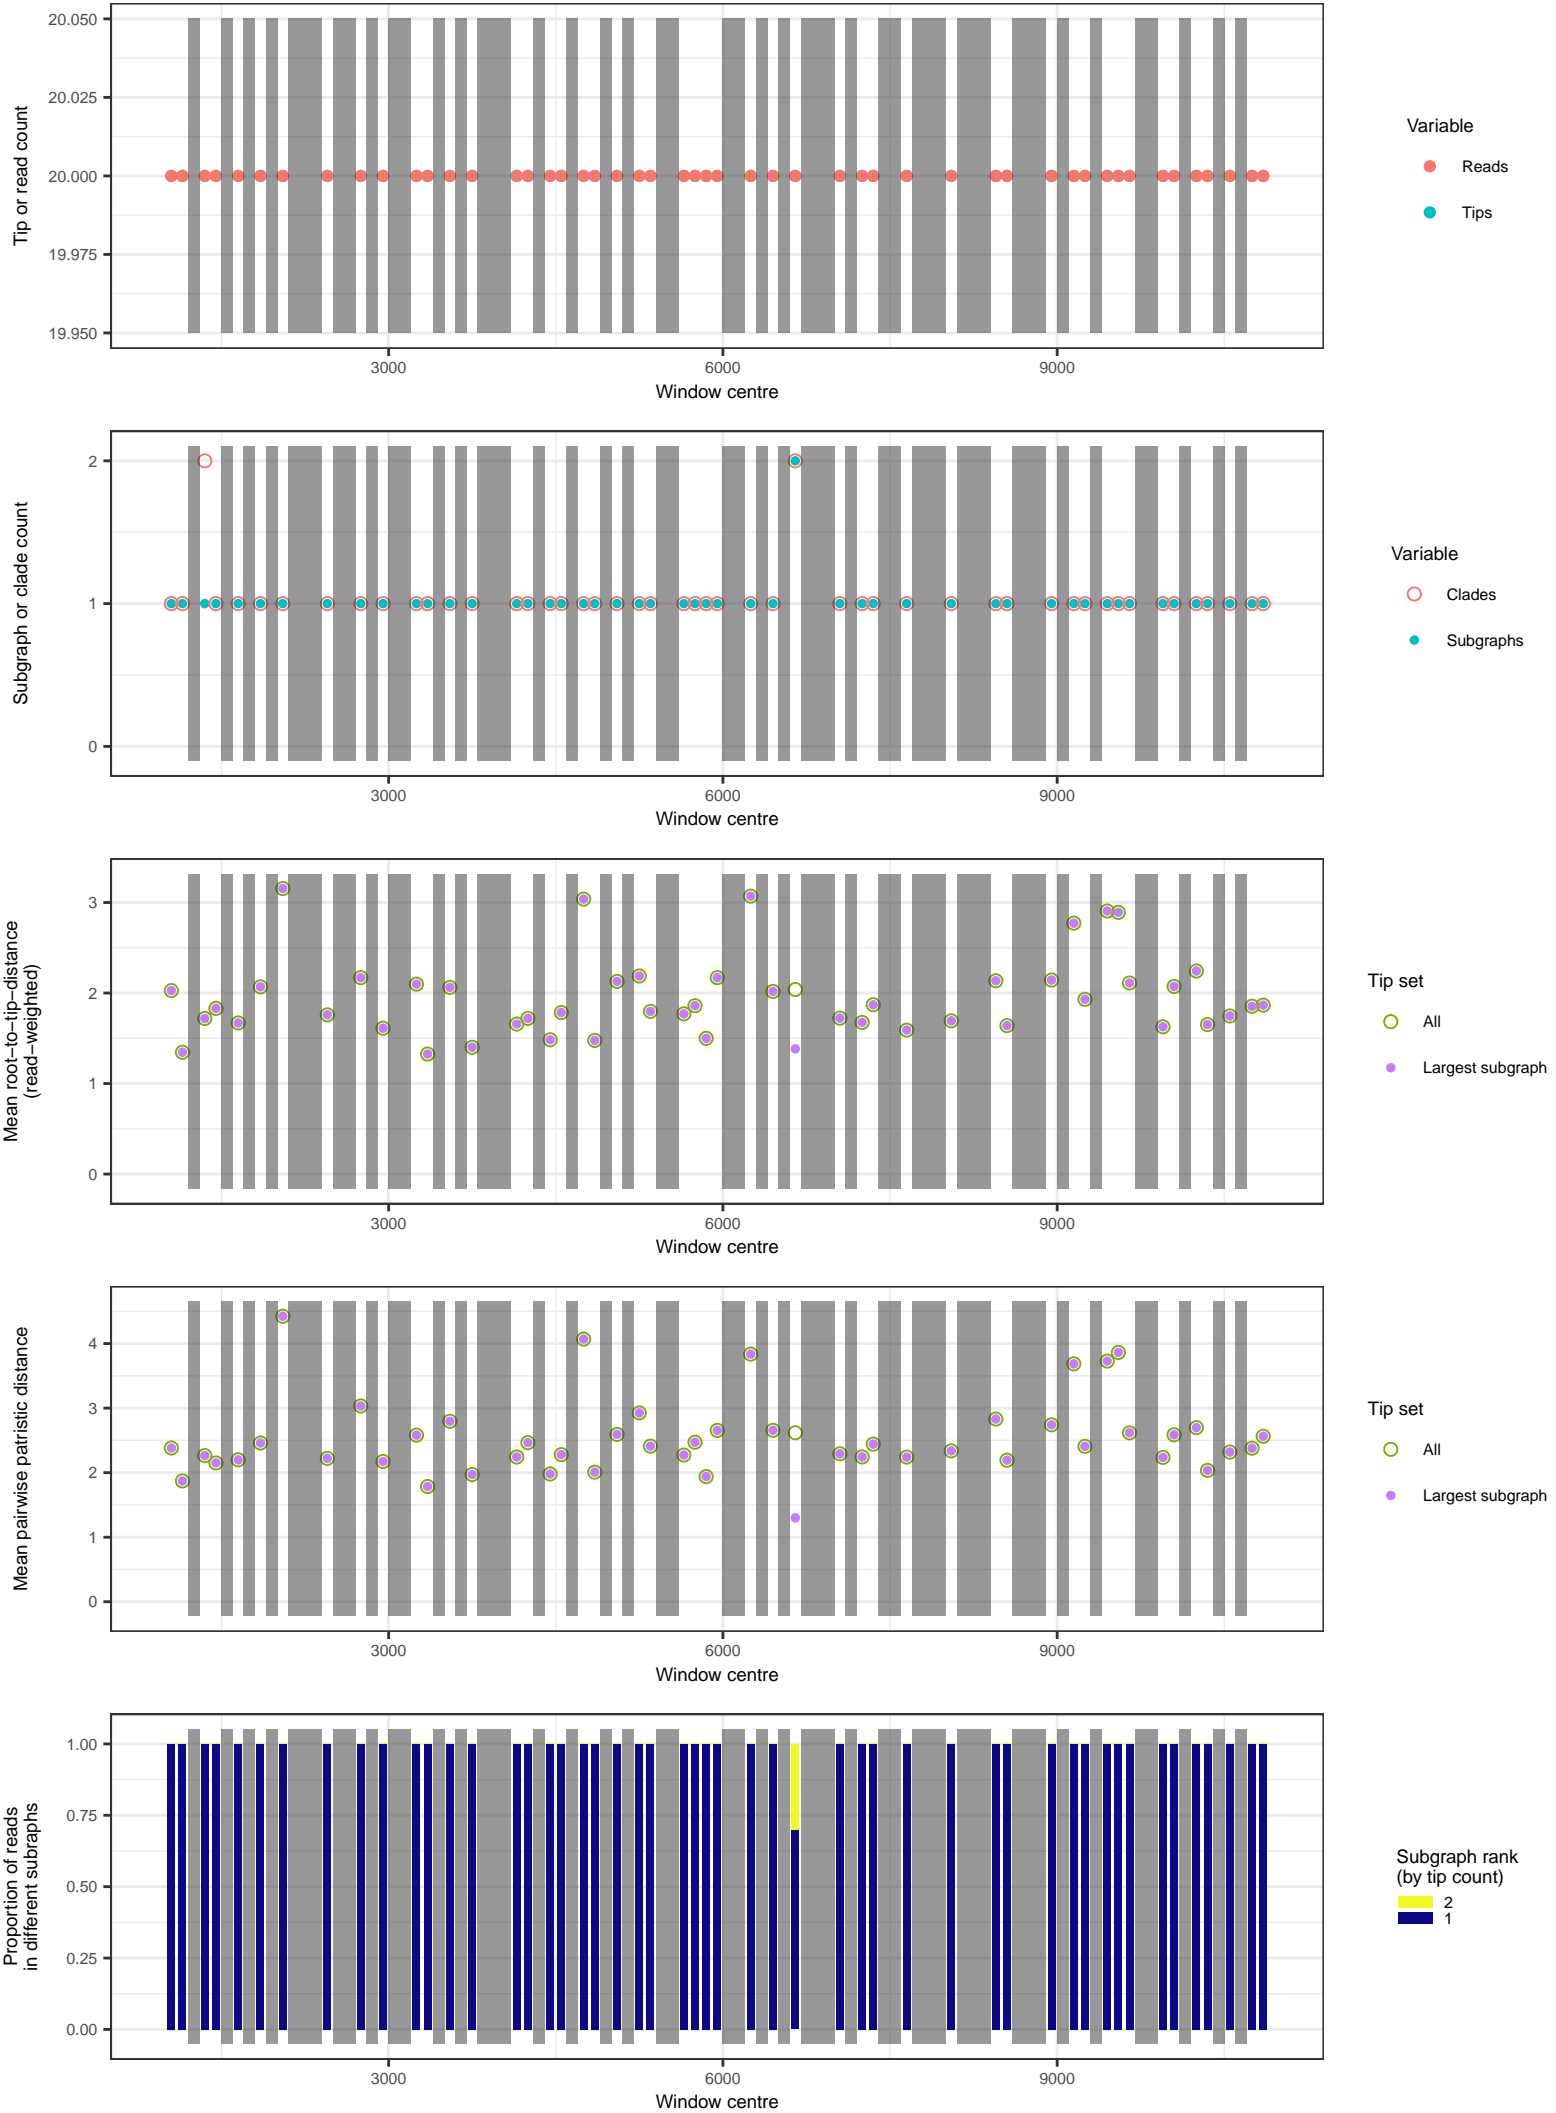 20.050
20.025
20.000
19.975
19.950
Tip or read count
3000 6000 9000
Window centre
Variable
Reads
Tips
2
1
0
Subgraph or clade count
3000 6000 9000
Window centre
Variable
Clades
Subgraphs
3
2
1
0
Mean root−to−tip−distance
(read−weighted)
3000 6000 9000
Window centre
Tip set
All
Largest subgraph
4
3
2
1
0
Mean pairwise patristic distance
3000 6000 9000
Window centre
Tip set
All
Largest subgraph
1.00
0.75
0.50
0.25
0.00
Proportion of reads
in different subraphs
3000 6000 9000
Window centre
Subgraph rank
(by tip count)
2
1